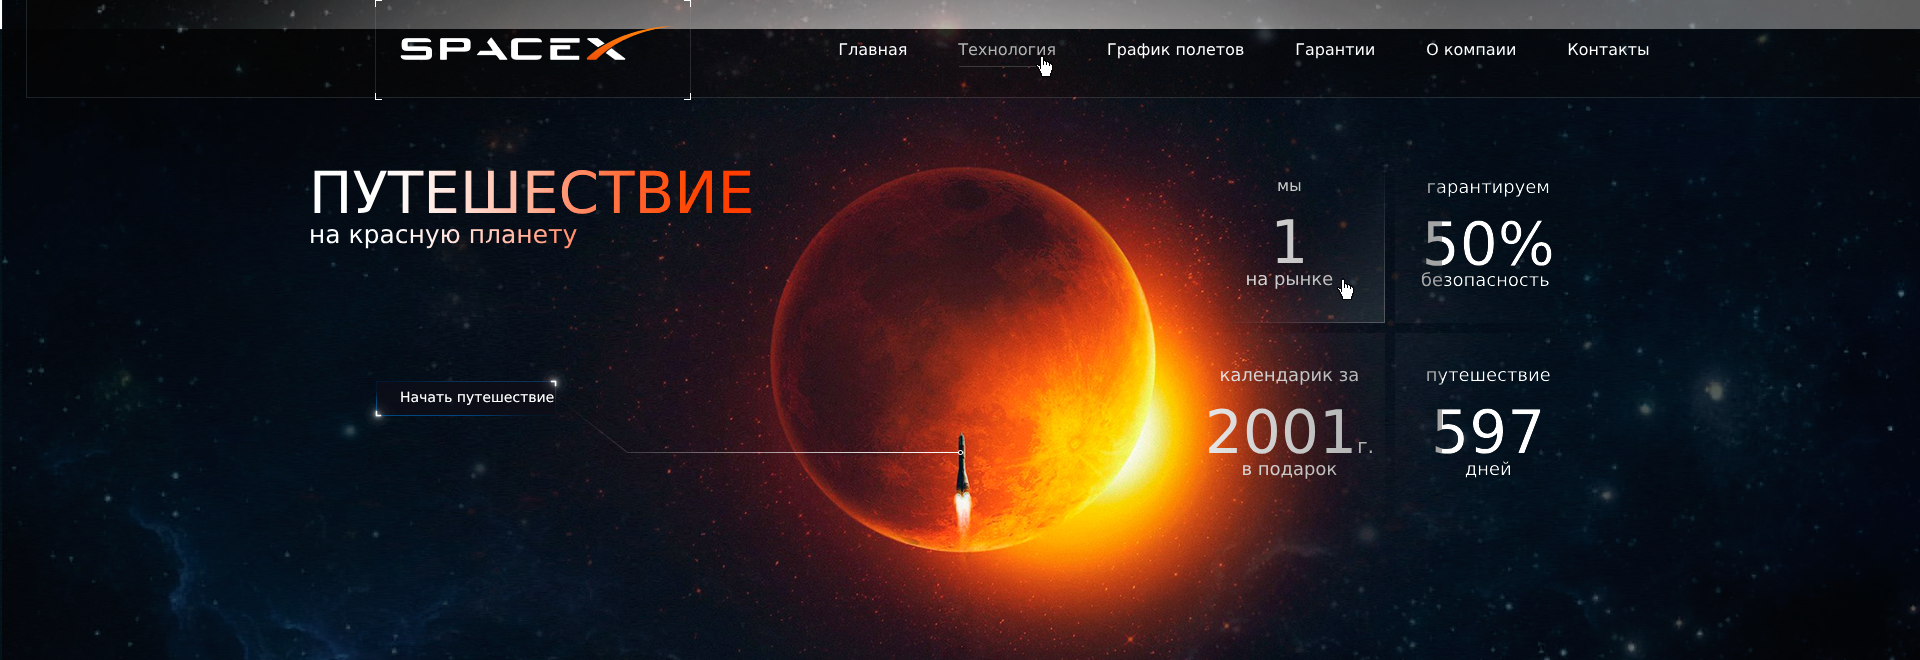 SPACEX
Главная Технология График полетов Гарантии О компаии Контакты
ПУТЕШЕСТВИЕ
на красную планету
мы
1
на рынке
гарантируем
50%
безопасность
Начать путешествие
календарик за
2001г.
в подарок
путешествие
597
дней